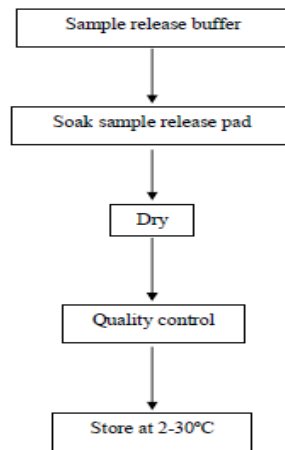 Sample release buffer
Soak sample release pad
Dry
Quality control
Store at 2-30°C